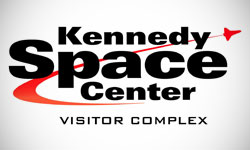 Kennedy
Space
Center
VISITOR COMPLEX